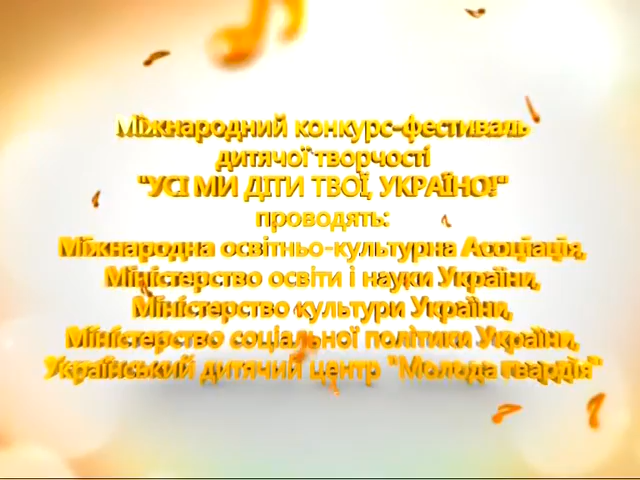 Міжнародний конкурс-фестиваль
дитячої творчості
"УСІ МИ ДІТИ ТВОЇ, УКРАЇНО!"
проводять:
Міжнародна освітньо-культурна Асоціація,
Міністерство освіти і науки України,
Міністерство культури України,
Міністерство соціальної політики України,
Український дитячий центр "Молода гвардія"